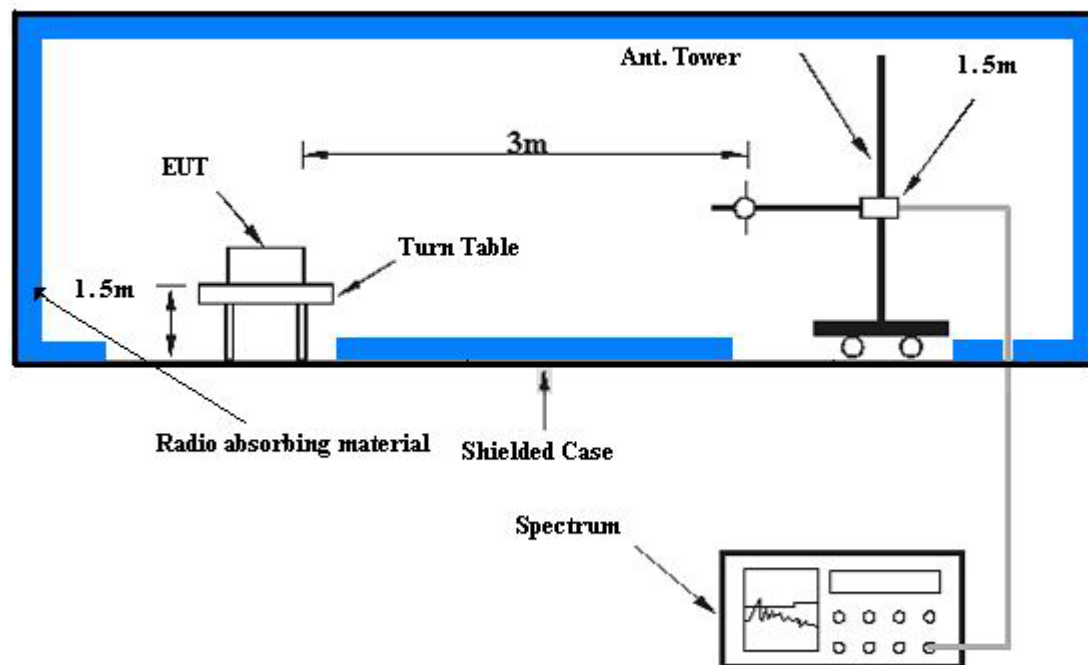 Ant. Tower
1.5m
3m
EUT
Turn Table
1.5m
Radio absorbing material
Shielded Case
Spectrum